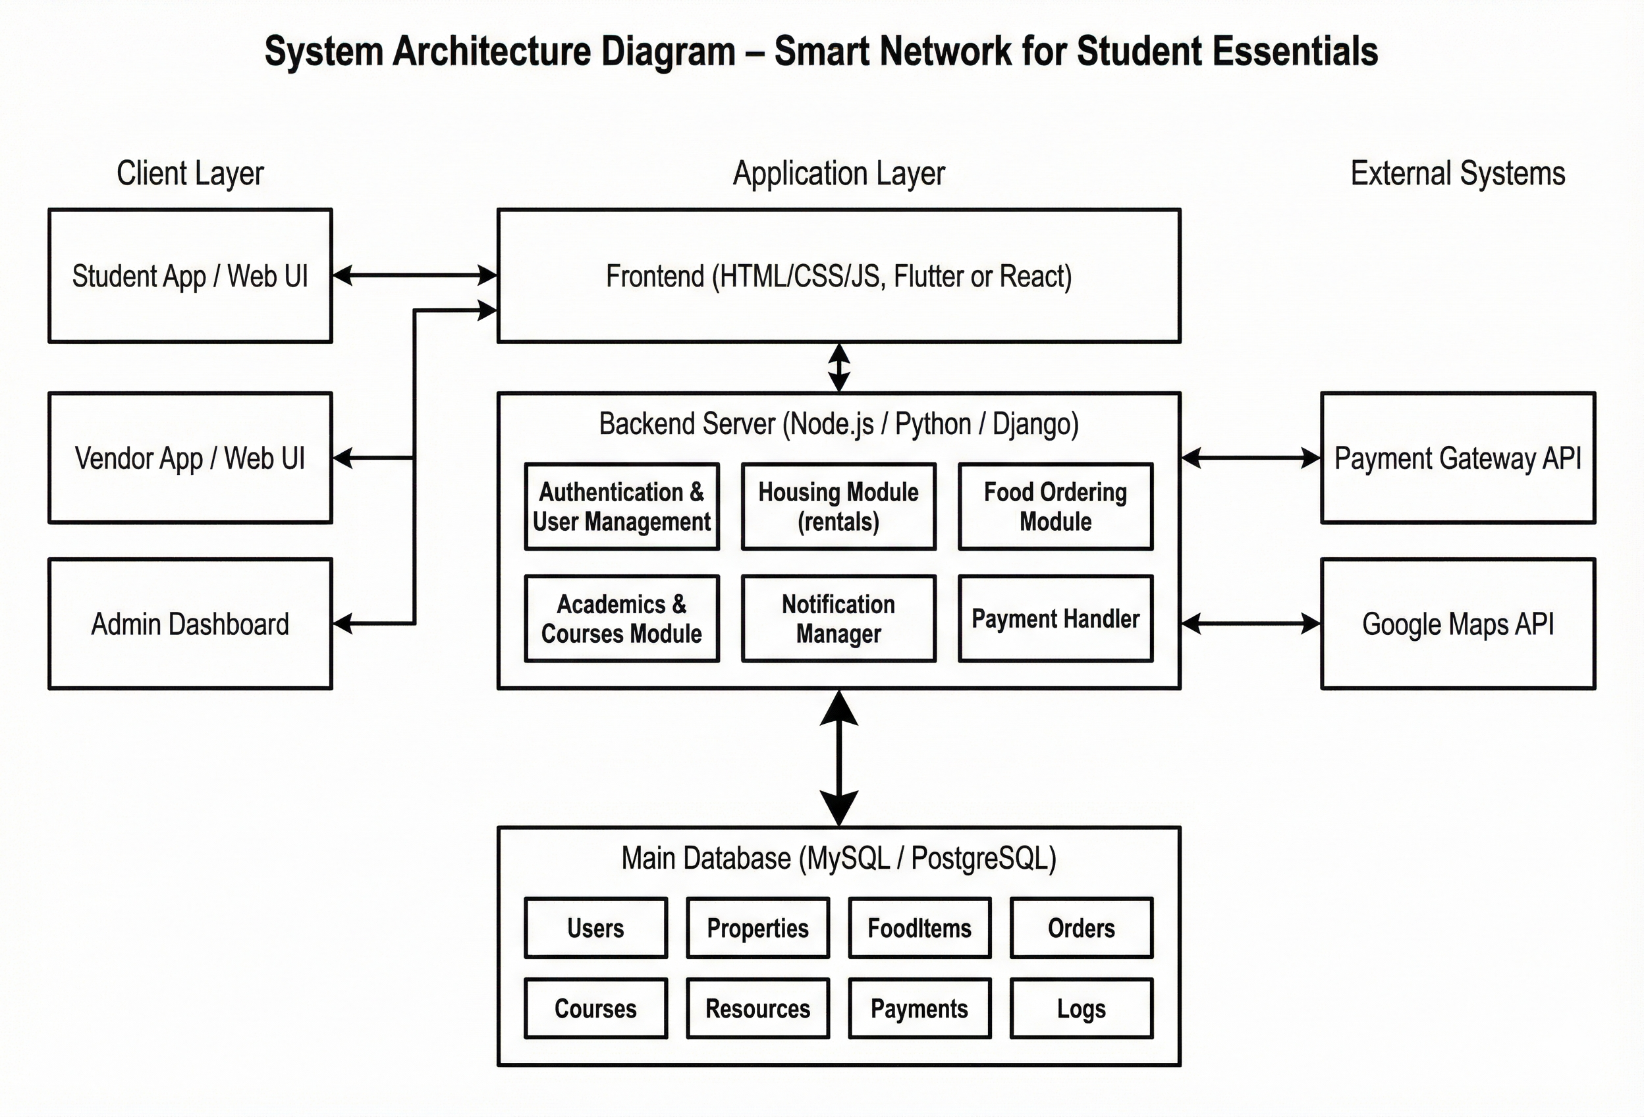 System Architecture Diagram – Smart Network for Student Essentials
Client Layer
Application Layer
External Systems
Student App / Web UI
Frontend (HTML/CSS/JS, Flutter or React)
Vendor App / Web UI
Admin Dashboard
Backend Server (Node.js / Python / Django)
Authentication &
User Management
Housing Module
(rentals)
Food Ordering
Module
Academics &
Courses Module
Notification
Manager
Payment Handler
Payment Gateway API
Google Maps API
Main Database (MySQL / PostgreSQL)
Users
Properties
FoodItems
Orders
Courses
Resources
Payments
Logs